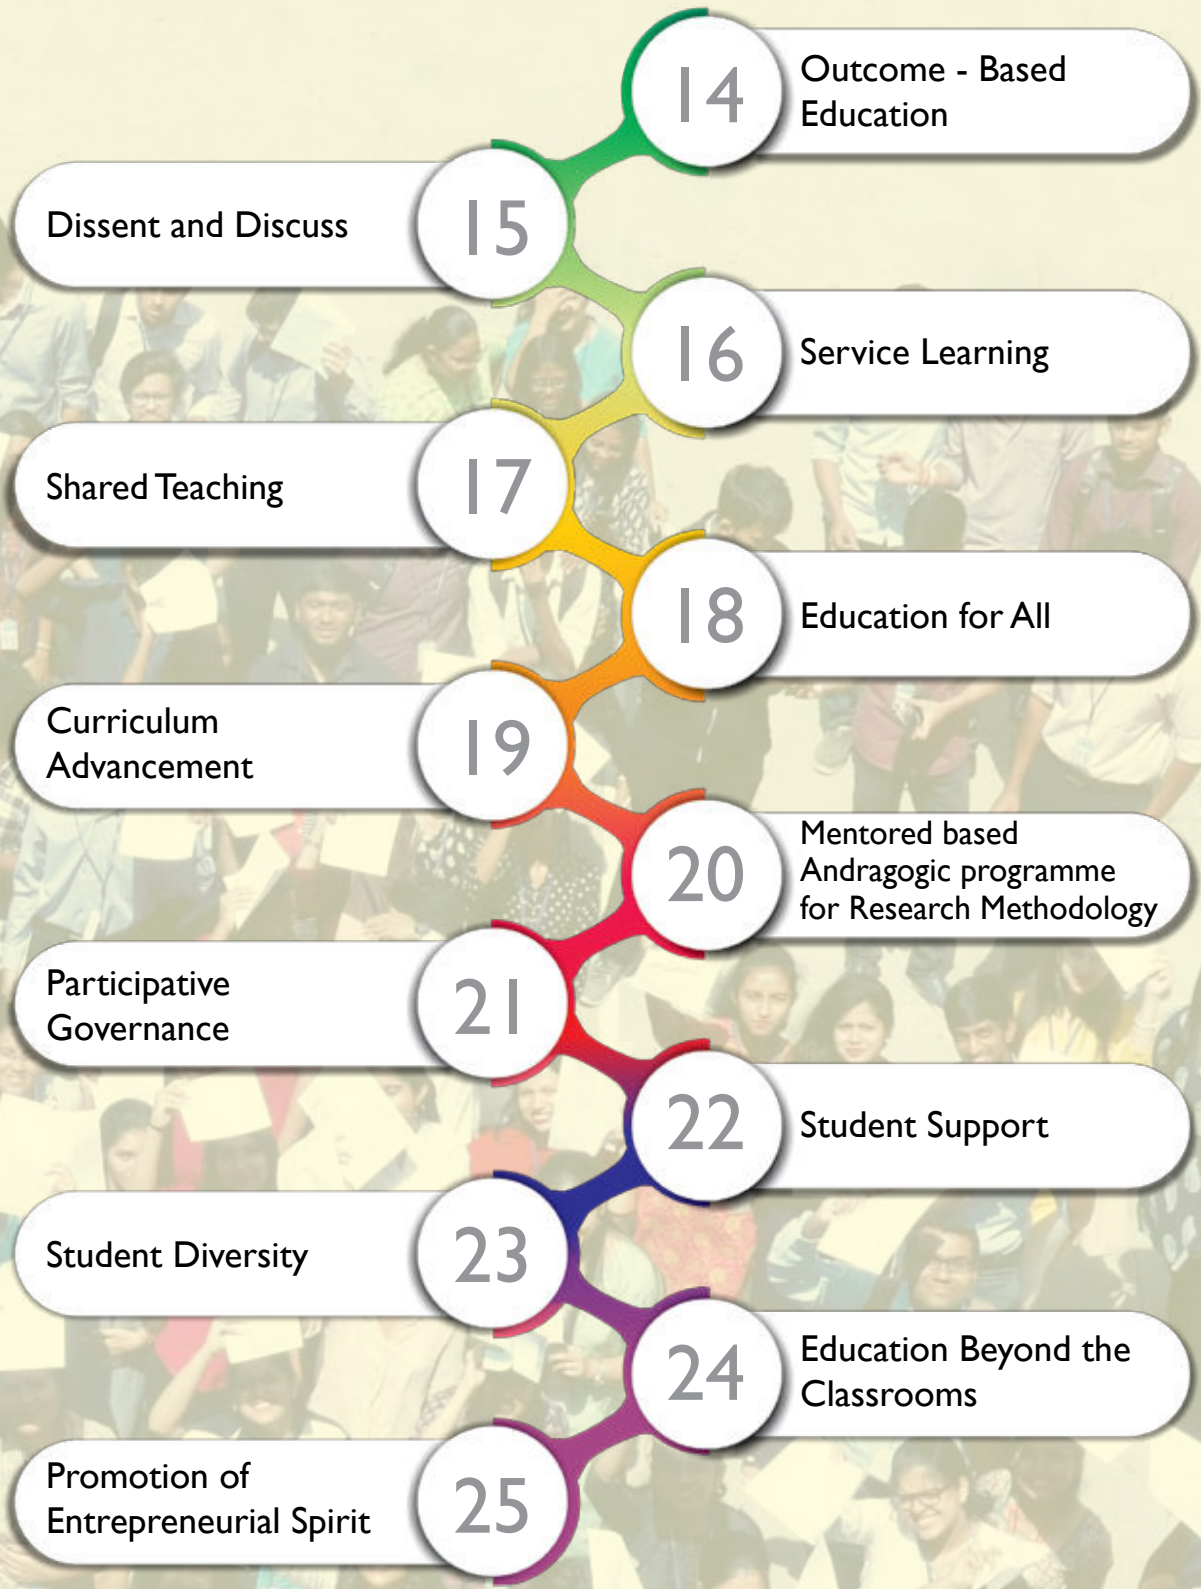 14
Outcome - Based
Education
Dissent and Discuss
15
16
Service Learning
Shared Teaching
17
18
Education for All
Curriculum
Advancement
19
20
Mentored based
Andragogic programme
for Research Methodology
Participative
Governance
21
22
Student Support
Student Diversity
23
24
Education Beyond the
Classrooms
Promotion of
Entrepreneurial Spirit
25